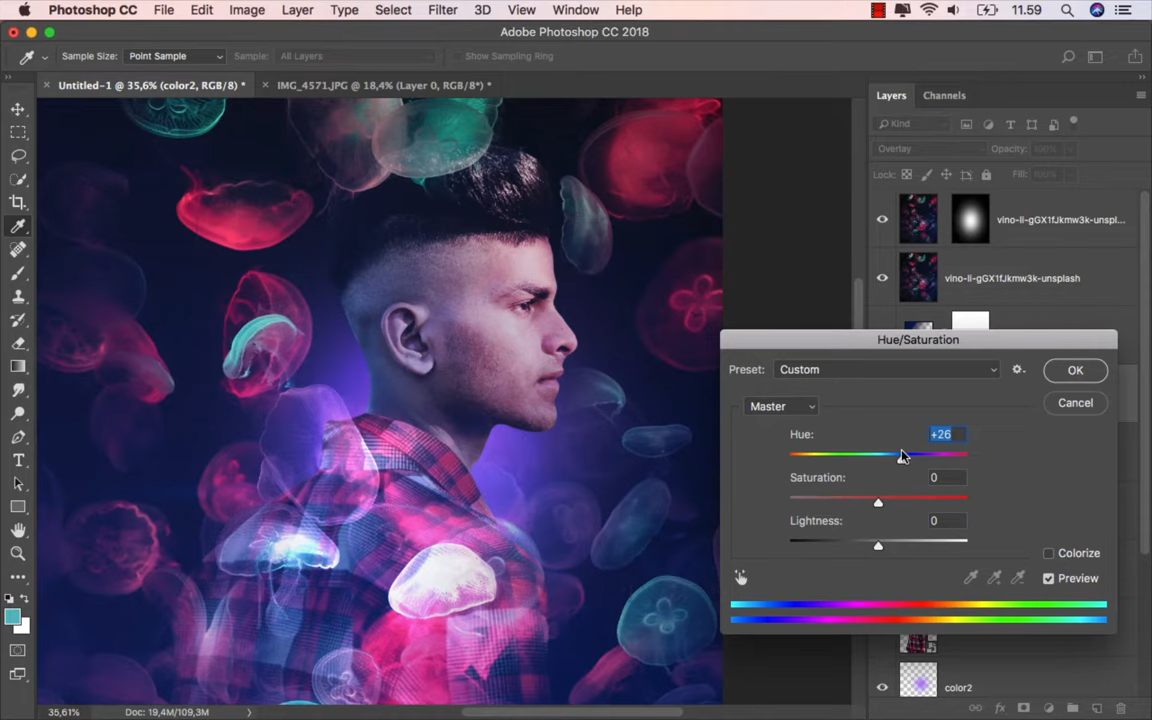 Photoshop CC File Edit Image Layer Type Select Filter 3D View Window Help 11.59
Adobe Photoshop CC 2018
Sample Size: Point Sample Sample: All Layers Show Sampling Ring
Untitled-1 @ 35,6% (color2, RGB/8) * IMG_4571.JPG @ 18,4% (Layer 0, RGB/8*) *
Layers Channels
Kind
Overlay Opacity: 100%
Lock: Fill: 100%
vino-li-gGX1fJkmw3k-unspl...
vino-li-gGX1fJkmw3k-unsplash
Hue/Saturation
Preset: Custom OK
Cancel
Master
Hue: +26
Saturation: 0
Lightness: 0
Colorize
Preview
color2
35,61% Doc: 19,4M/109,3M
fx